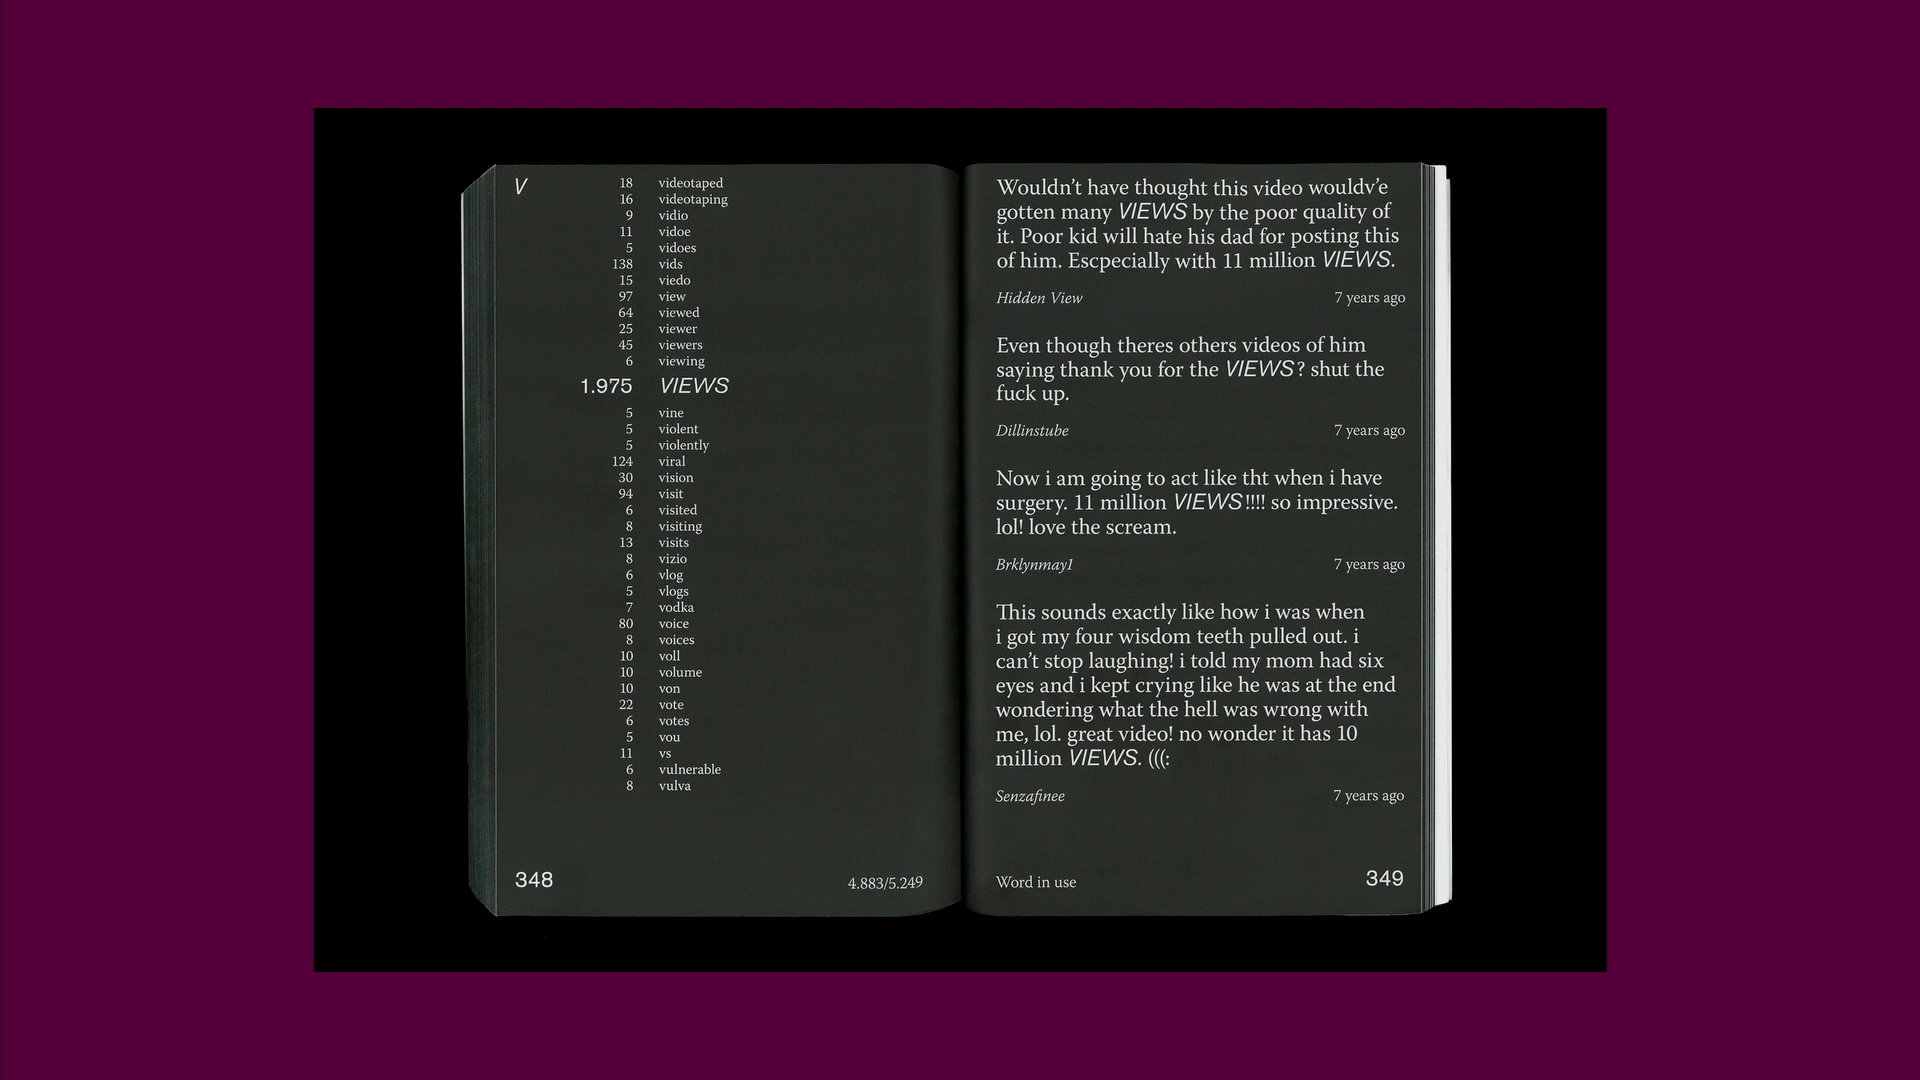 V
18 videotaped
16 videotaping
9 vidio
11 vidoe
5 vidoes
138 vids
15 viedo
97 view
64 viewed
25 viewer
45 viewers
6 viewing
1.975 VIEWS
5 vine
5 violent
5 violently
124 viral
30 vision
94 visit
6 visited
8 visiting
13 visits
8 vizio
6 vlog
5 vlogs
7 vodka
80 voice
8 voices
10 voll
10 volume
10 von
22 vote
6 votes
5 vou
11 vs
6 vulnerable
8 vulva
348
4.883/5.249
Wouldn't have thought this video wouldv'e
gotten many VIEWS by the poor quality of
it. Poor kid will hate his dad for posting this
of him. Escpecially with 11 million VIEWS.
Hidden View 7 years ago
Even though theres others videos of him
saying thank you for the VIEWS? shut the
fuck up.
Dillinstube 7 years ago
Now i am going to act like tht when i have
surgery. 11 million VIEWS!!!! so impressive.
lol! love the scream.
Brklynmay1 7 years ago
This sounds exactly like how i was when
i got my four wisdom teeth pulled out. i
can't stop laughing! i told my mom had six
eyes and i kept crying like he was at the end
wondering what the hell was wrong with
me, lol. great video! no wonder it has 10
million VIEWS. (((:
Senzafinee 7 years ago
Word in use
349